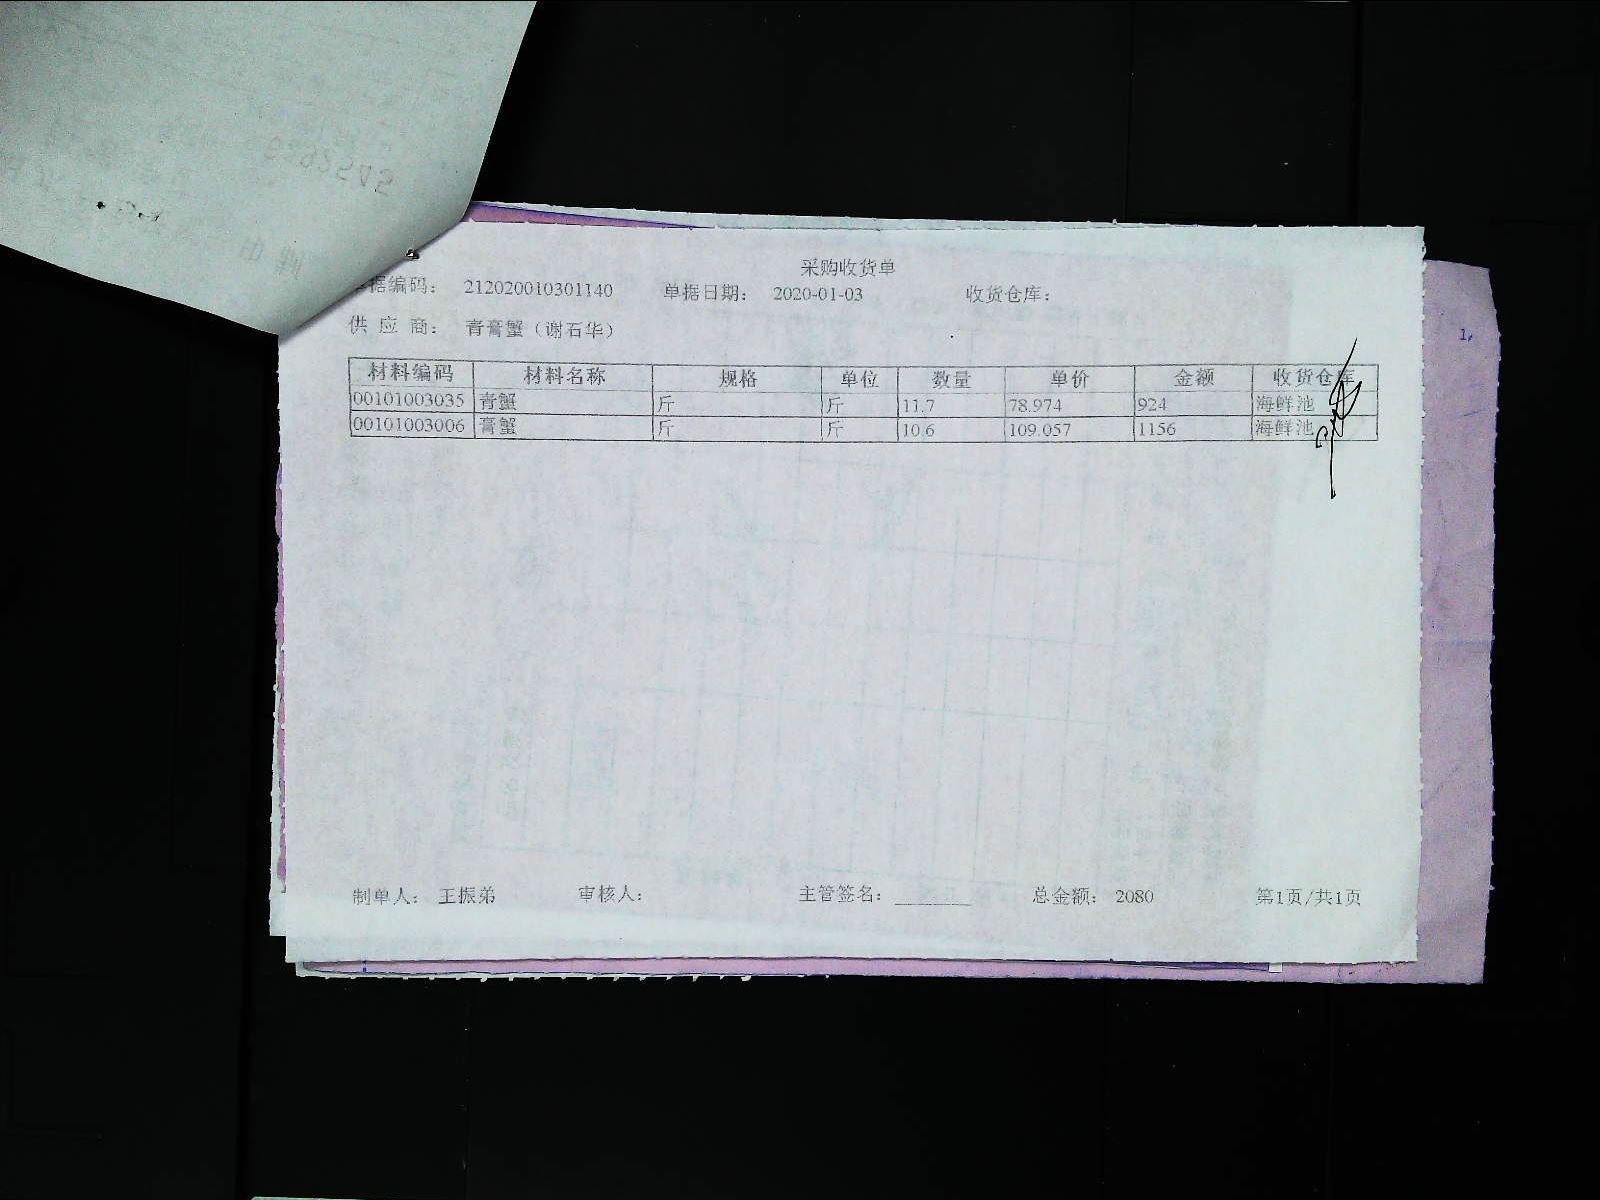 采购收货单
据编码： 212020010301140 单据日期： 2020-01-03 收货仓库：
供 应 商： 青膏蟹（谢石华）
材料编码 材料名称 规格 单位 数量 单价 金额 收货仓库
00101003035 青蟹 斤 斤 11.7 78.974 924 海鲜池
00101003006 膏蟹 斤 斤 10.6 109.057 1156 海鲜池
制单人： 王振弟 审核人： 主管签名： 总金额： 2080 第1页/共1页